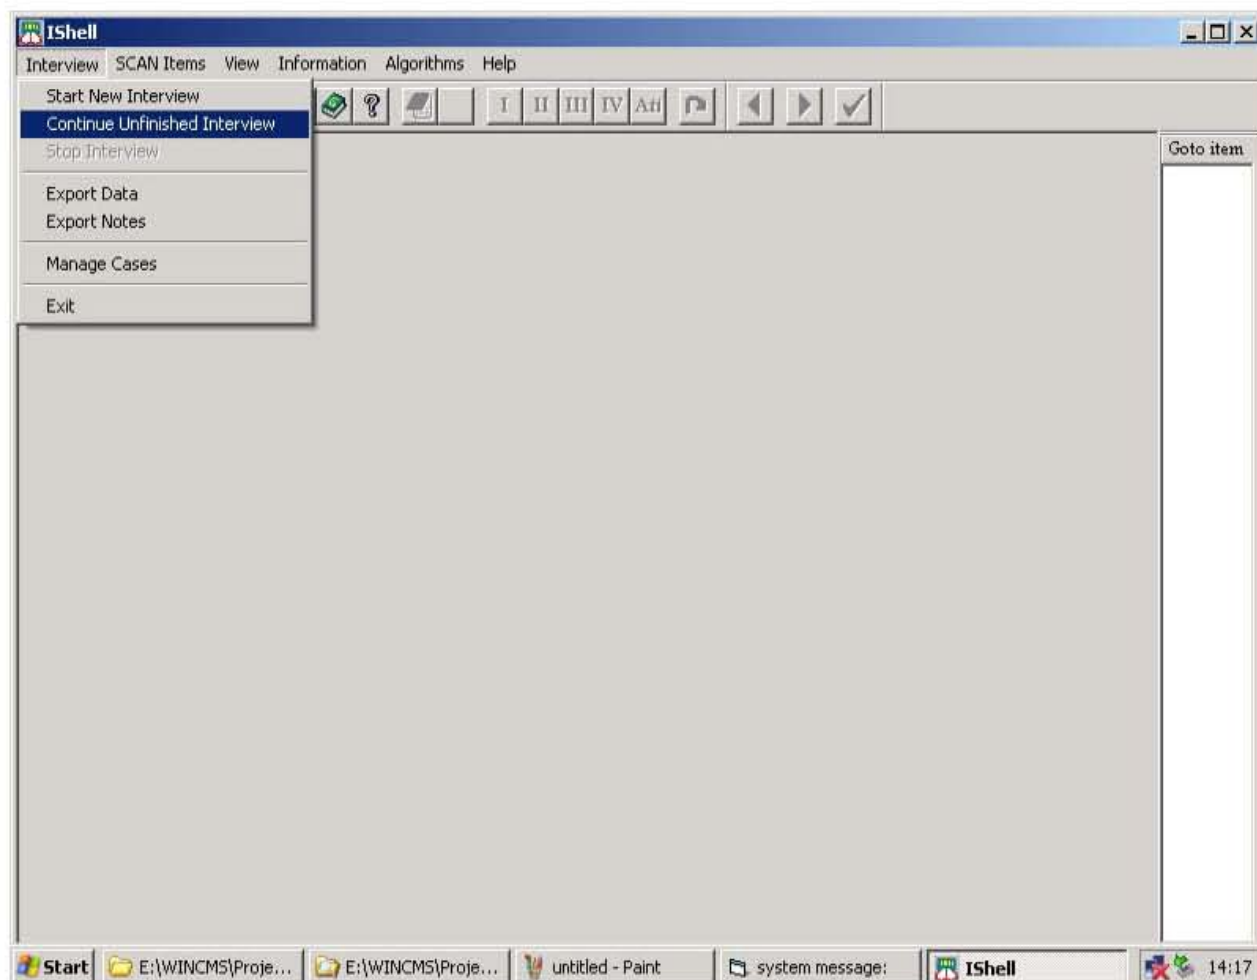 IShell
Interview SCAN Items View Information Algorithms Help
Start New Interview
I II III IV Att
Continue Unfinished Interview
Stop Interview
Goto item
Export Data
Export Notes
Manage Cases
Exit
Start E:\WINCMS\Proje... E:\WINCMS\Proje... untitled - Paint system message: IShell 14:17